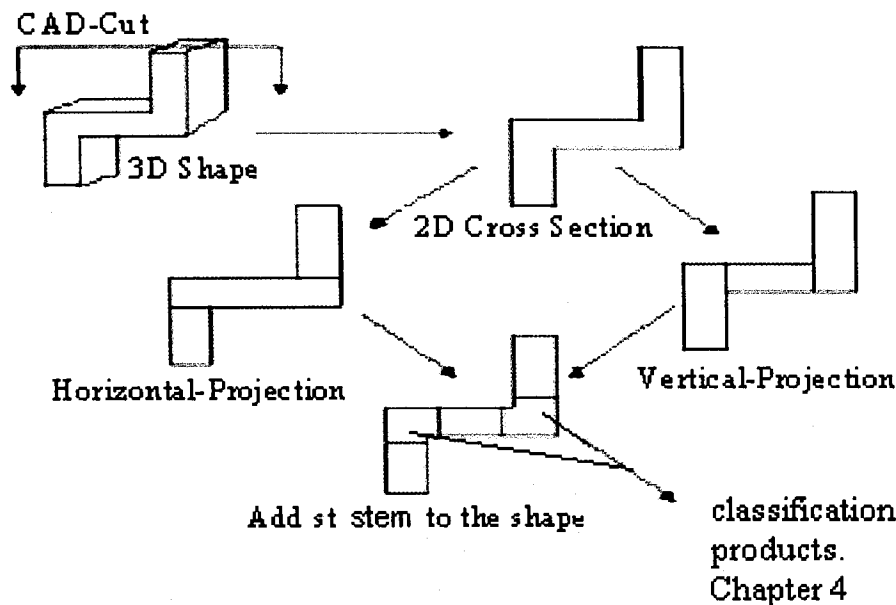 CAD-Cut
3D Shape
2D Cross Section
Horizontal-Projection
Vertical-Projection
Add st stem to the shape
classification
products.
Chapter 4